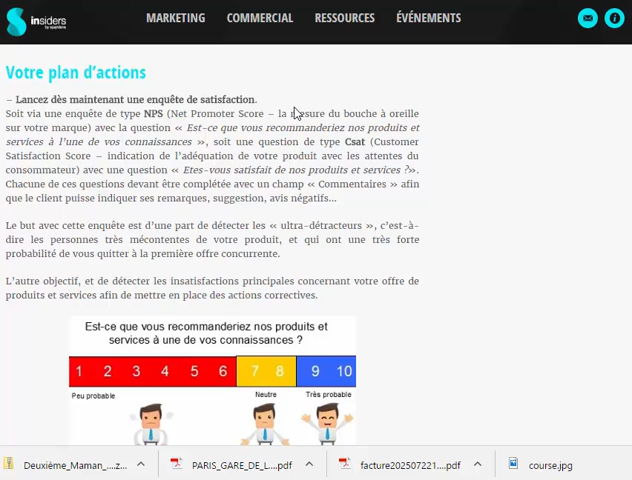 insiders
by appvizer
MARKETING COMMERCIAL RESSOURCES ÉVÉNEMENTS
Votre plan d'actions
– Lancez dès maintenant une enquête de satisfaction.
Soit via une enquête de type NPS (Net Promoter Score – la mesure du bouche à oreille
sur votre marque) avec la question « Est-ce que vous recommanderiez nos produits et
services à l'une de vos connaissances », soit une question de type Csat (Customer
Satisfaction Score – indication de l'adéquation de votre produit avec les attentes du
consommateur) avec une question « Etes-vous satisfait de nos produits et services ?».
Chacune de ces questions devant être complétée avec un champ « Commentaires » afin
que le client puisse indiquer ses remarques, suggestion, avis négatifs...
Le but avec cette enquête est d'une part de détecter les « ultra-détracteurs », c'est-à-
dire les personnes très mécontentes de votre produit, et qui ont une très forte
probabilité de vous quitter à la première offre concurrente.
L'autre objectif, et de détecter les insatisfactions principales concernant votre offre de
produits et services afin de mettre en place des actions correctives.
Est-ce que vous recommanderiez nos produits et
services à une de vos connaissances ?
1 2 3 4 5 6 7 8 9 10
Peu probable Neutre Très probable
Deuxième_Maman_....z... PARIS_GARE_DE_L....pdf facture202507221....pdf course.jpg